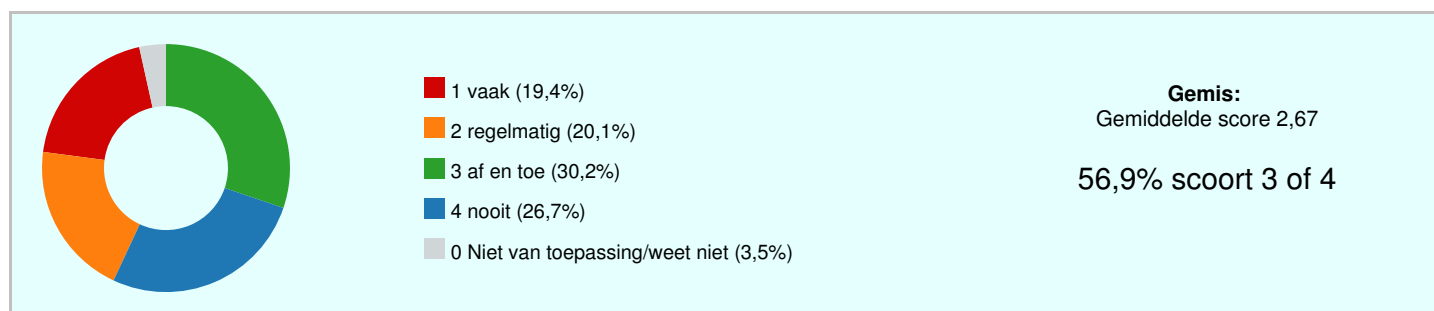 1 vaak (19,4%)
2 regelmatig (20,1%)
3 af en toe (30,2%)
4 nooit (26,7%)
0 Niet van toepassing/weet niet (3,5%)
Gemis:
Gemiddelde score 2,67
56,9% scoort 3 of 4